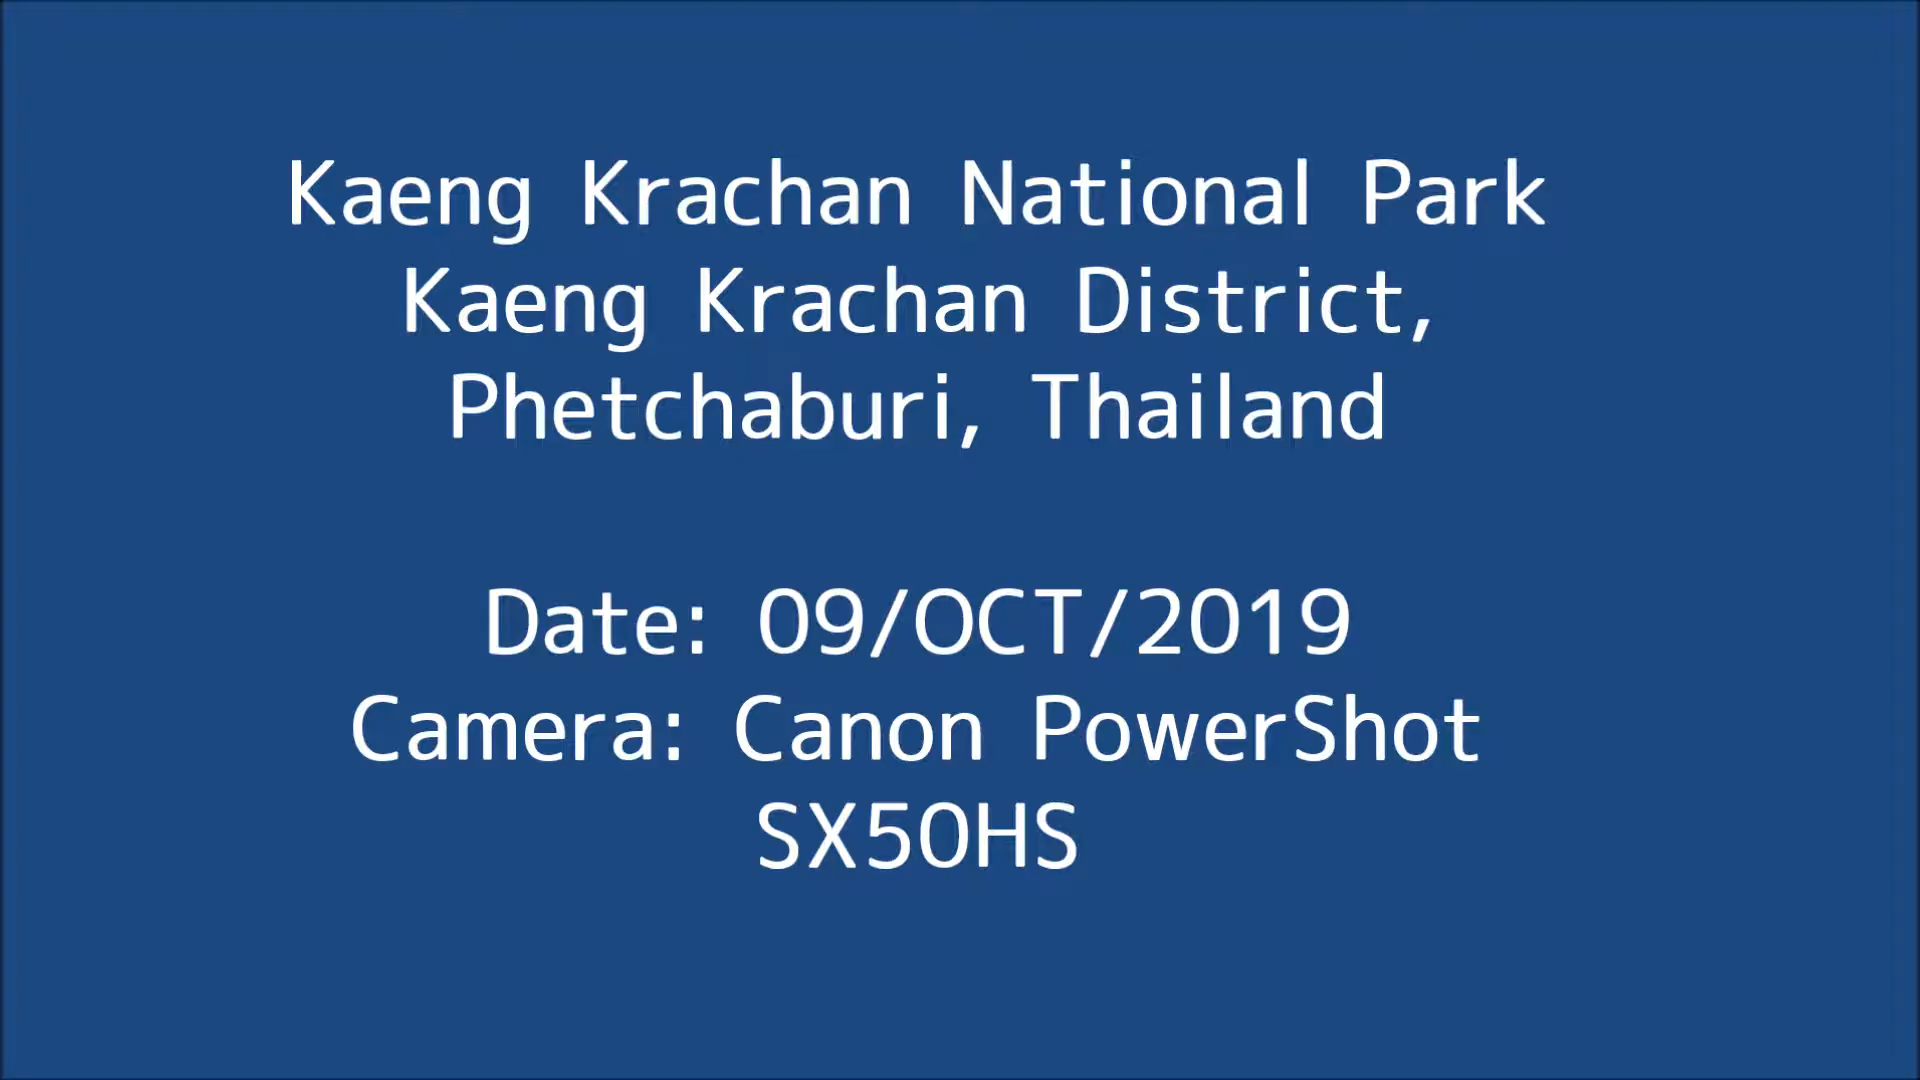 Kaeng Krachan National Park
Kaeng Krachan District,
Phetchaburi, Thailand
Date: 09/OCT/2019
Camera: Canon PowerShot
SX50HS